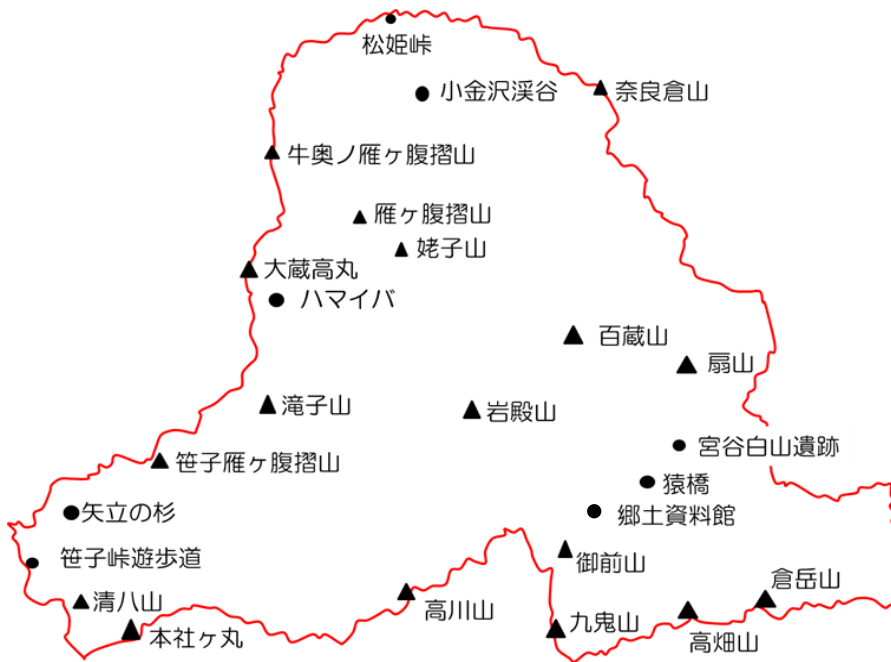 松姫峠
小金沢渓谷
奈良倉山
牛奥ノ雁ヶ腹摺山
雁ヶ腹摺山
姥子山
大蔵高丸
ハマイバ
百蔵山
扇山
滝子山
岩殿山
宮谷白山遺跡
笹子雁ヶ腹摺山
猿橋
矢立の杉
郷土資料館
笹子峠遊歩道
御前山
倉岳山
清八山
高川山
九鬼山
高畑山
本社ヶ丸